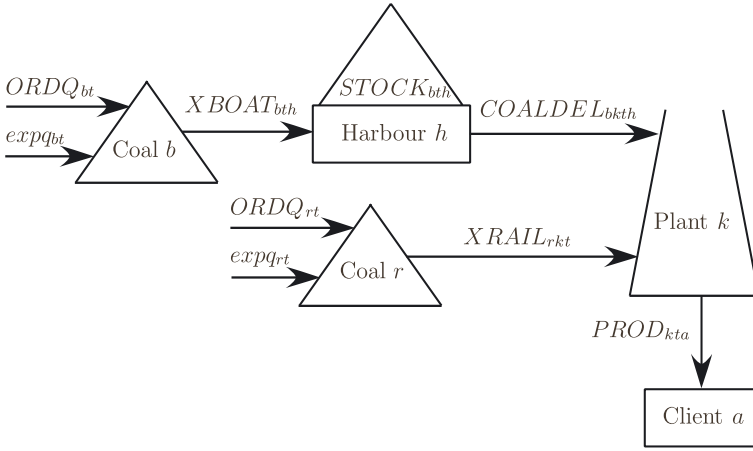 ORDQ_bt
expq_bt
Coal b
XBOAT_bth
STOCK_bth
Harbour h
COALDEL_bkth
ORDQ_rt
expq_rt
Coal r
XRAIL_rkt
Plant k
PROD_kta
Client a